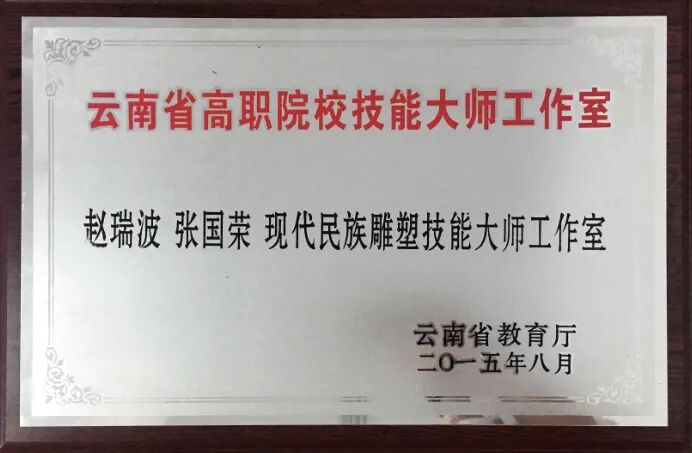 云南省高职院校技能大师工作室
赵瑞波 张国荣 现代民族雕塑技能大师工作室
云南省教育厅
二〇一五年八月